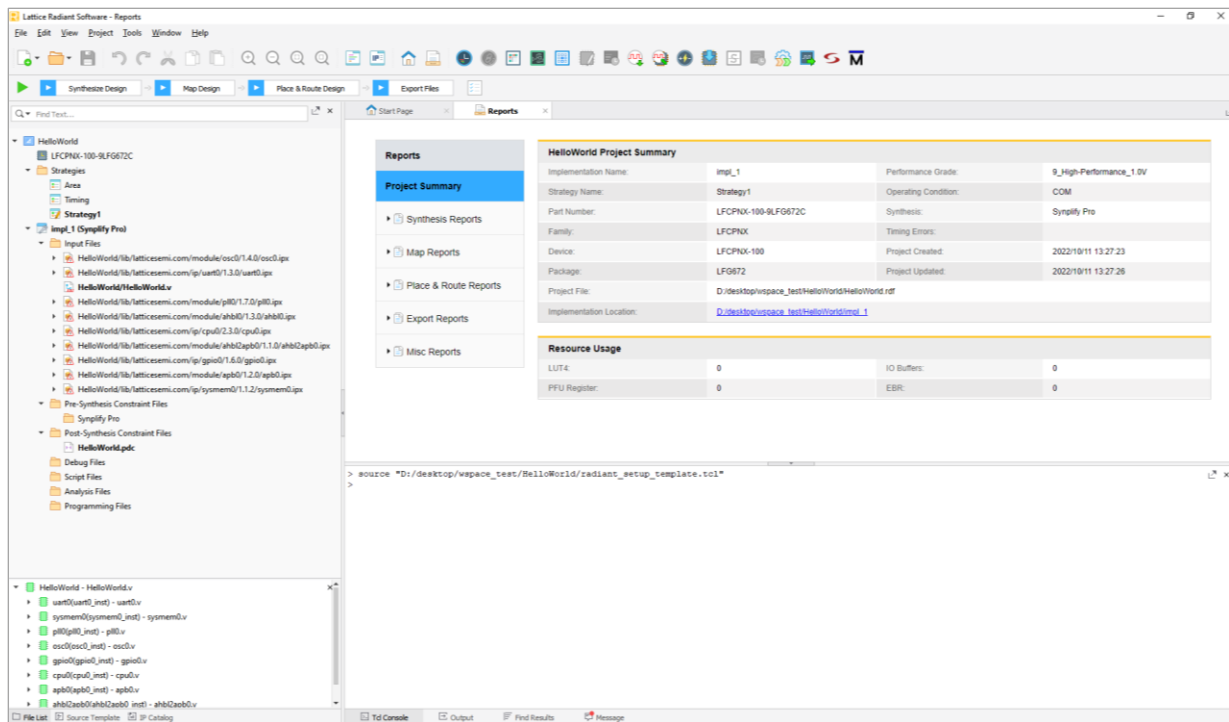 Lattice Radiant Software - Reports
File Edit View Project Tools Window Help
Synthesize Design Map Design Place & Route Design Export Files
Find Text...
HelloWorld
LFCPNX-100-9LFG672C
Strategies
Area
Timing
Strategy1
impl_1 (Synplify Pro)
Input Files
HelloWorld/lib/latticesemi.com/module/osc0/1.4.0/osc0.ipx
HelloWorld/lib/latticesemi.com/ip/uart0/1.3.0/uart0.ipx
HelloWorld/HelloWorld.v
HelloWorld/lib/latticesemi.com/module/pll0/1.7.0/pll0.ipx
HelloWorld/lib/latticesemi.com/module/ahbl0/1.3.0/ahbl0.ipx
HelloWorld/lib/latticesemi.com/ip/cpu0/2.3.0/cpu0.ipx
HelloWorld/lib/latticesemi.com/module/ahbl2apb0/1.1.0/ahbl2apb0.ipx
HelloWorld/lib/latticesemi.com/ip/gpio0/1.6.0/gpio0.ipx
HelloWorld/lib/latticesemi.com/module/apb0/1.2.0/apb0.ipx
HelloWorld/lib/latticesemi.com/ip/sysmem0/1.1.2/sysmem0.ipx
Pre-Synthesis Constraint Files
Synplify Pro
Post-Synthesis Constraint Files
HelloWorld.pdc
Debug Files
Script Files
Analysis Files
Programming Files
HelloWorld - HelloWorld.v
uart0(uart0_inst) - uart0.v
sysmem0(sysmem0_inst) - sysmem0.v
pll0(pll0_inst) - pll0.v
osc0(osc0_inst) - osc0.v
gpio0(gpio0_inst) - gpio0.v
cpu0(cpu0_inst) - cpu0.v
apb0(apb0_inst) - apb0.v
ahbl2apb0(ahbl2apb0_inst) - ahbl2apb0.v
File List Source Template IP Catalog
Start Page Reports
Reports
Project Summary
Synthesis Reports
Map Reports
Place & Route Reports
Export Reports
Misc Reports
HelloWorld Project Summary
Implementation Name: impl_1 Performance Grade: 9_High-Performance_1.0V
Strategy Name: Strategy1 Operating Condition: COM
Part Number: LFCPNX-100-9LFG672C Synthesis: Synplify Pro
Family: LFCPNX Timing Errors:
Device: LFCPNX-100 Project Created: 2022/10/11 13:27:23
Package: LFG672 Project Updated: 2022/10/11 13:27:26
Project File: D:/desktop/wspace_test/HelloWorld/HelloWorld.rdf
Implementation Location: D:/desktop/wspace_test/HelloWorld/impl_1
Resource Usage
LUT4: 0 IO Buffers: 0
PFU Register: 0 EBR: 0
> source "D:/desktop/wspace_test/HelloWorld/radiant_setup_template.tcl"
>
Tcl Console Output Find Results Message